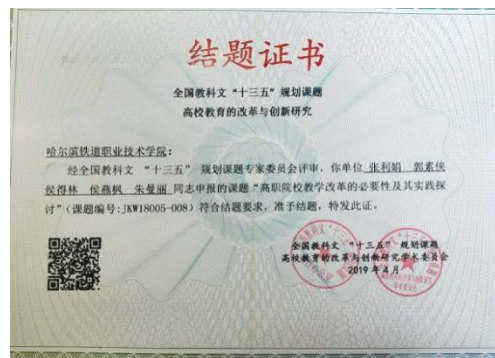 结题证书
全国教科文“十三五”规划课题
高校教育的改革与创新研究
哈尔滨铁道职业技术学院：
经全国教科文“十三五” 规划课题专家委员会评审，你单位 张利娟 郭素侠
侯得林 侯燕枫 朱曼丽 同志申报的课题“高职院校教学改革的必要性及其实践探
讨”（课题编号：JKW18005-008）符合结题要求，准予结题，特发此证。
全国教科文 “十三五” 规划课题
高校教育的改革与创新研究学术委员会
2019 年 4 月